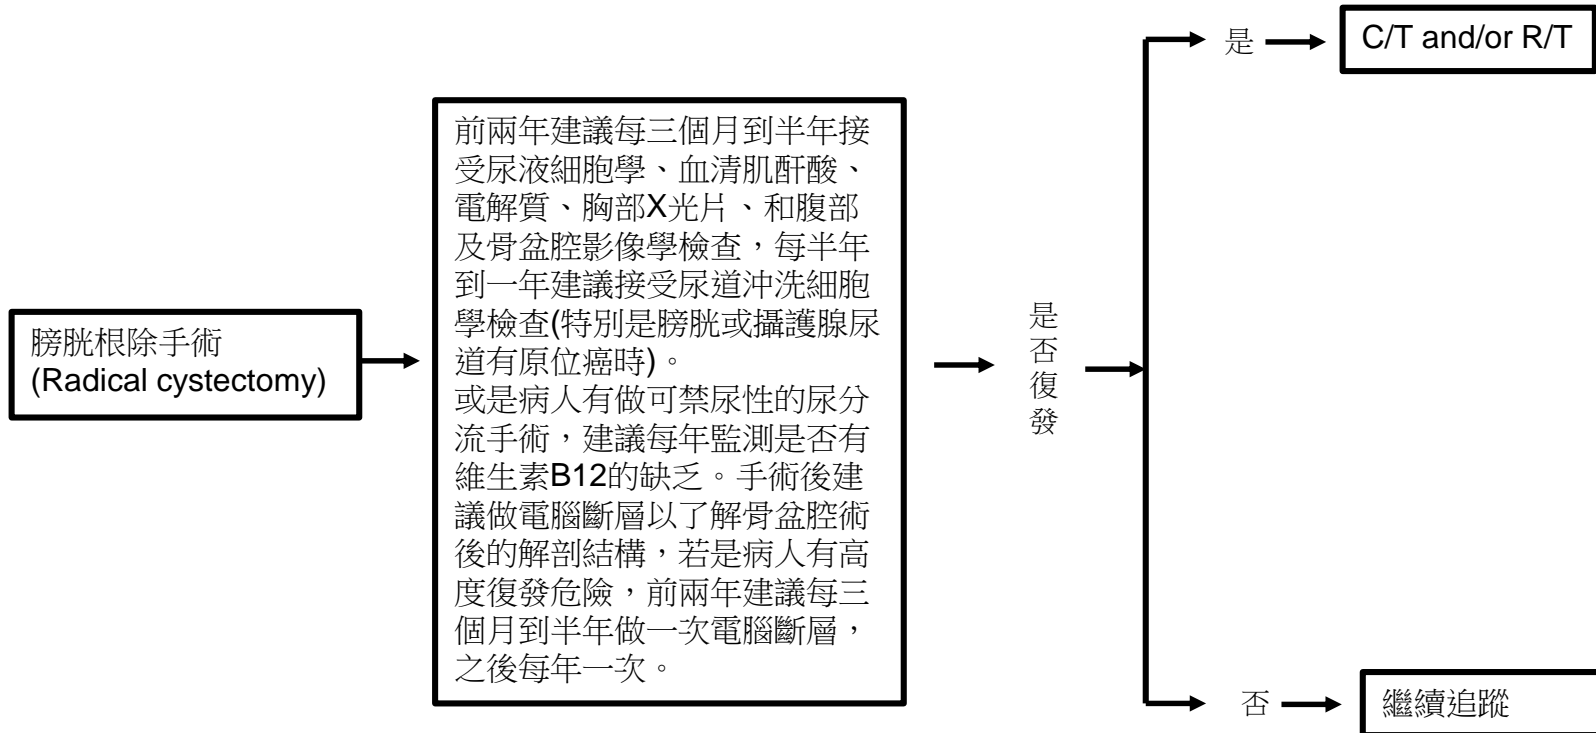 膀胱根除手術
(Radical cystectomy)
前兩年建議每三個月到半年接
受尿液細胞學、血清肌酐酸、
電解質、胸部X光片、和腹部
及骨盆腔影像學檢查，每半年
到一年建議接受尿道沖洗細胞
學檢查(特別是膀胱或攝護腺尿
道有原位癌時)。
或是病人有做可禁尿性的尿分
流手術，建議每年監測是否有
維生素B12的缺乏。手術後建
議做電腦斷層以了解骨盆腔術
後的解剖結構，若是病人有高
度復發危險，前兩年建議每三
個月到半年做一次電腦斷層，
之後每年一次。
是否復發
是
C/T and/or R/T
否
繼續追蹤